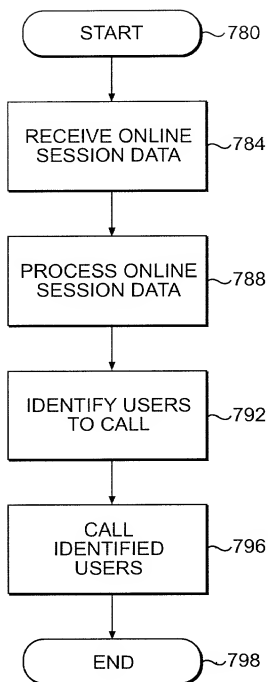 START
780
RECEIVE ONLINE
SESSION DATA
784
PROCESS ONLINE
SESSION DATA
788
IDENTIFY USERS
TO CALL
792
CALL
IDENTIFIED
USERS
796
END
798